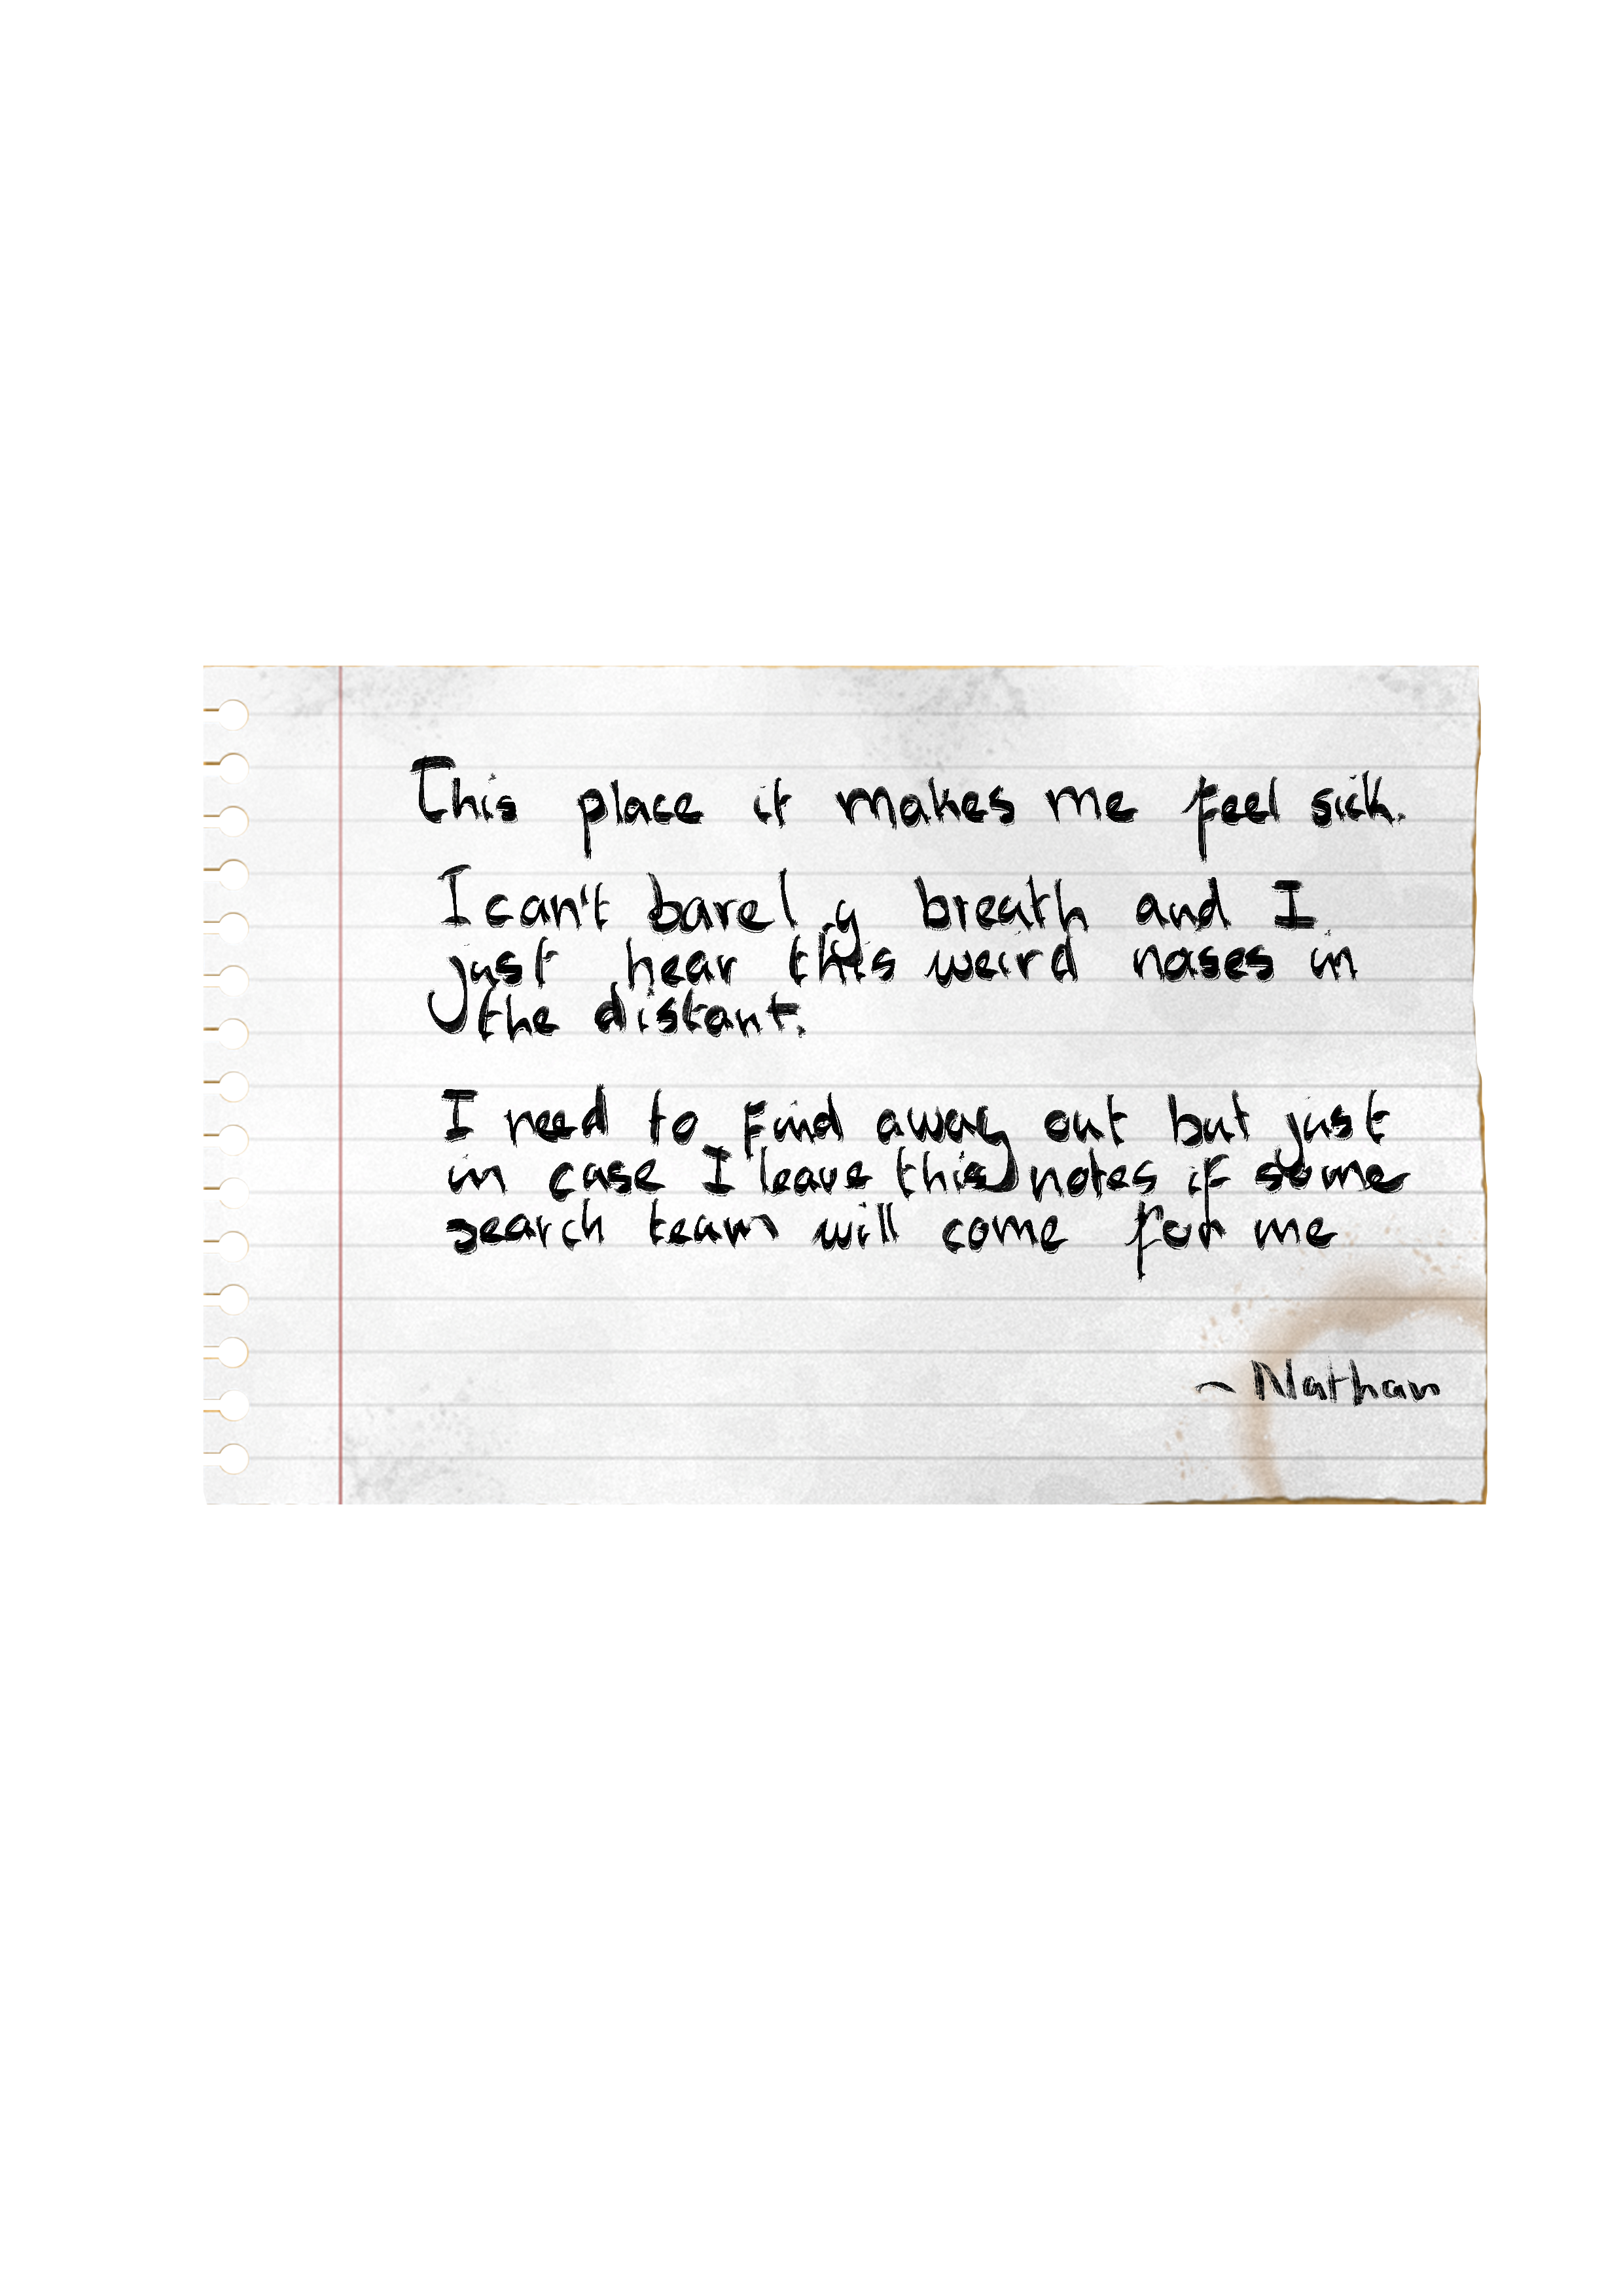 This place it makes me feel sick.
I can't barely breath and I
just hear this weird noses in
the distant.
I need to find away out but just
in case I leave this notes if some
search team will come for me
~ Nathan